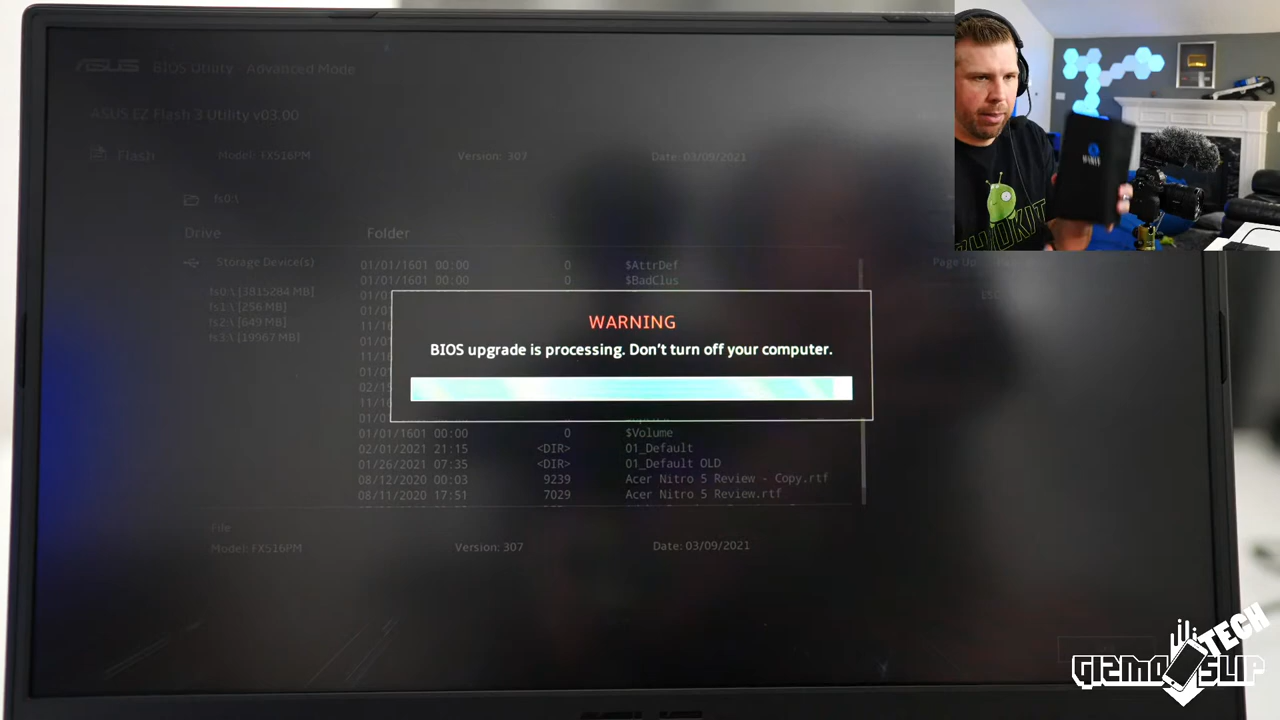 ASUS BIOS Utility - Advanced Mode
ASUS EZ Flash 3 Utility v03.00
Flash Model: FX516PM Version: 307 Date: 03/09/2021
fs0:\
Drive Folder
Storage Device(s)
fs0:\ [3815284 MB]
fs1:\ [256 MB]
fs2:\ [649 MB]
fs3:\ [19967 MB]
01/01/1601 00:00 0 $AttrDef
01/01/1601 00:00 0 $BadClus
Page Up
WARNING
BIOS upgrade is processing. Don't turn off your computer.
01/01/1601 00:00 0 $Volume
02/01/2021 21:15 <DIR> 01_Default
01/26/2021 07:35 <DIR> 01_Default OLD
08/12/2020 00:03 9239 Acer Nitro 5 Review - Copy.rtf
08/11/2020 17:51 7029 Acer Nitro 5 Review.rtf
File
Model: FX516PM Version: 307 Date: 03/09/2021
TECH
GIZMO SLIP